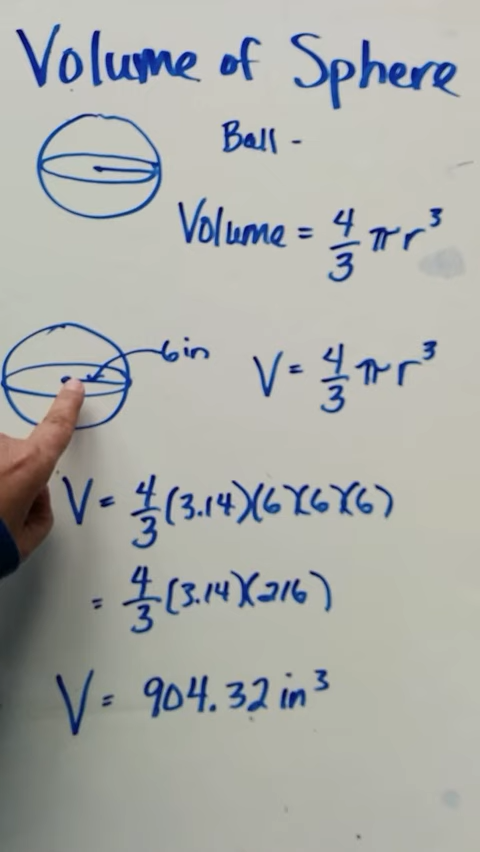 Volume of Sphere
Ball -
Volume = 4/3 πr³
6in
V = 4/3 πr³
V = 4/3 (3.14)(6)(6)(6)
= 4/3 (3.14)(216)
V = 904.32 in³